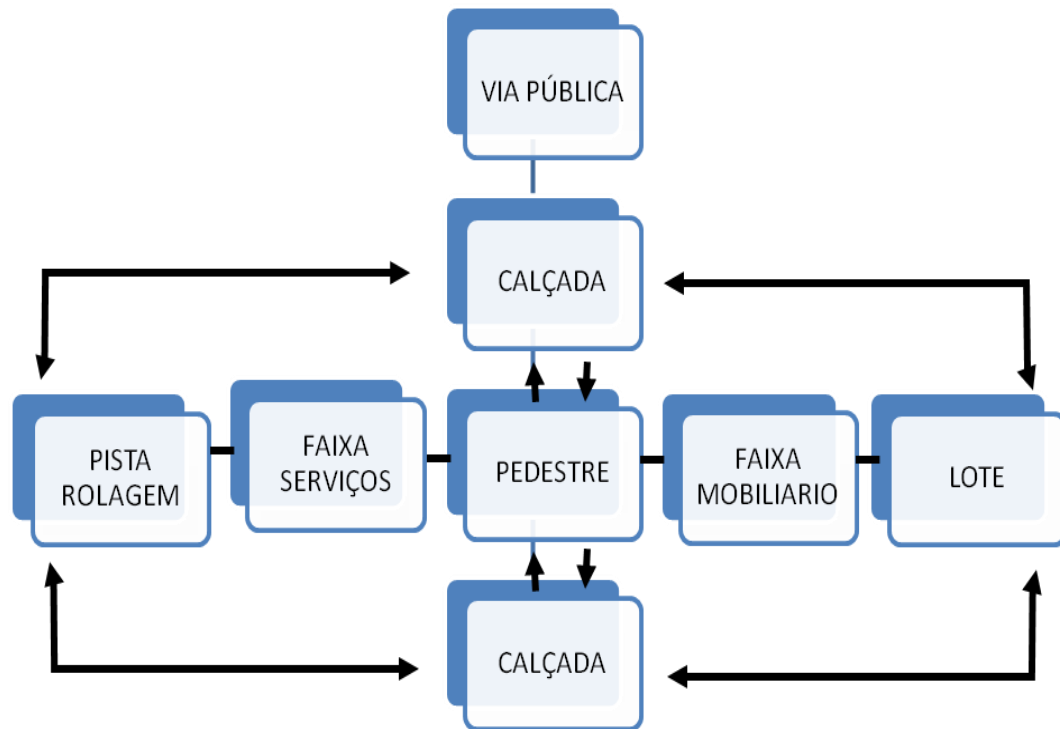 VIA PÚBLICA
CALÇADA
PISTA
ROLAGEM
FAIXA
SERVIÇOS
PEDESTRE
FAIXA
MOBILIARIO
LOTE
CALÇADA